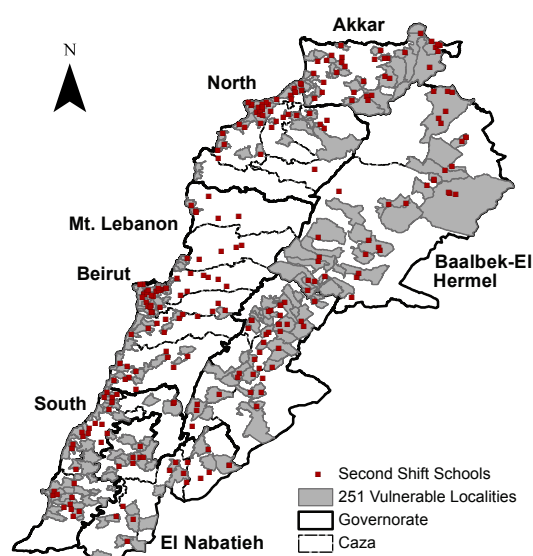 Akkar
N
North
Mt. Lebanon
Beirut
Baalbek-El
Hermel
South
Second Shift Schools
251 Vulnerable Localities
Governorate
El Nabatieh
Caza